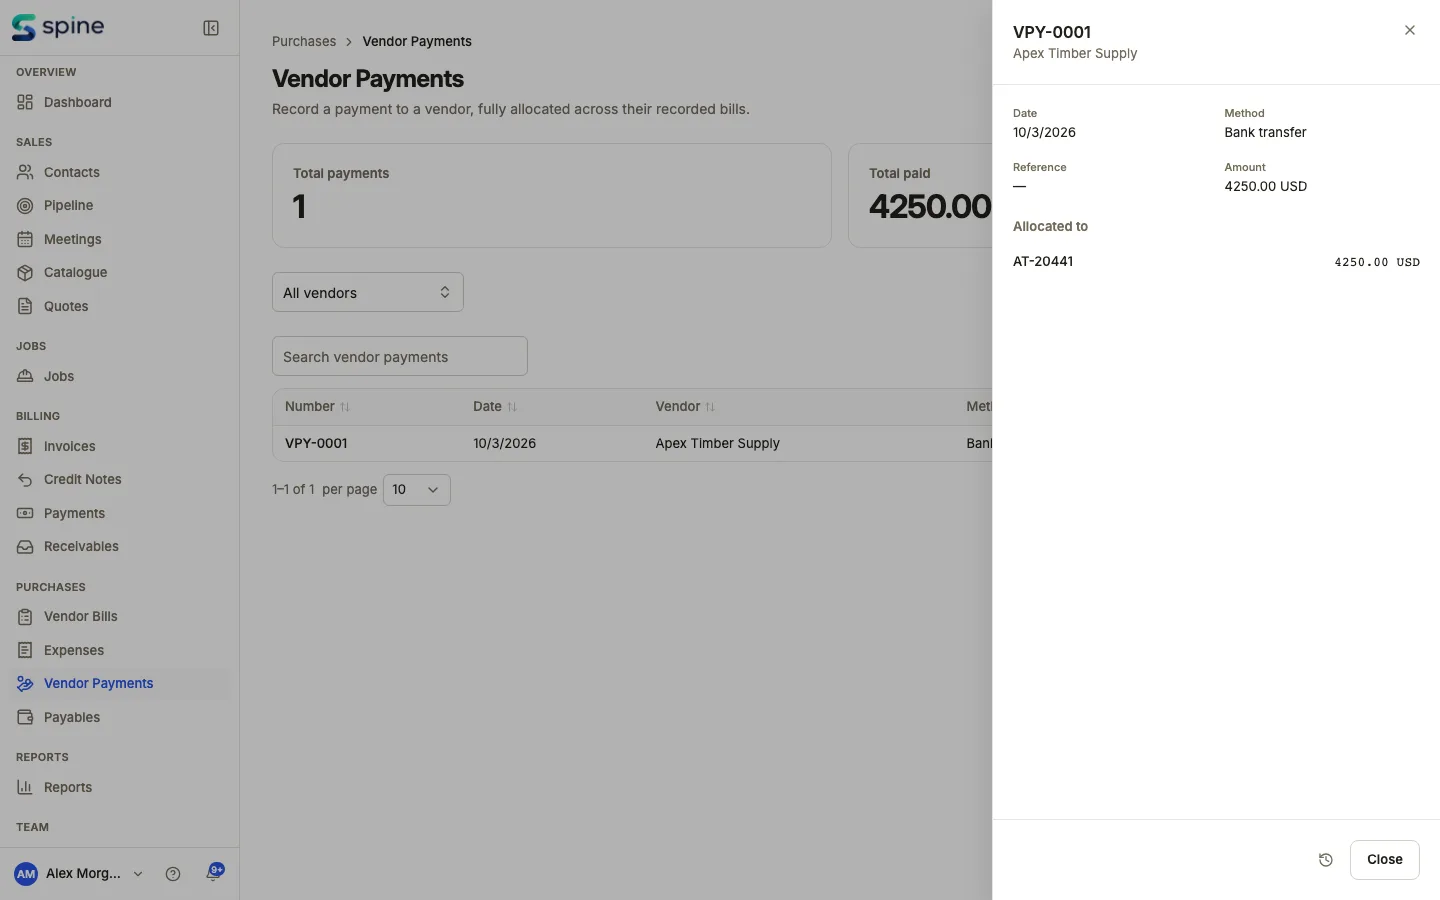 spine
OVERVIEW
Dashboard
SALES
Contacts
Pipeline
Meetings
Catalogue
Quotes
JOBS
Jobs
BILLING
Invoices
Credit Notes
Payments
Receivables
PURCHASES
Vendor Bills
Expenses
Vendor Payments
Payables
REPORTS
Reports
TEAM
AM Alex Morg... 9+
Purchases > Vendor Payments
Vendor Payments
Record a payment to a vendor, fully allocated across their recorded bills.
Total payments
1
Total paid
4250.00
All vendors
Search vendor payments
Number Date Vendor
VPY-0001 10/3/2026 Apex Timber Supply
1–1 of 1 per page 10
VPY-0001
Apex Timber Supply
Date Method
10/3/2026 Bank transfer
Reference Amount
— 4250.00 USD
Allocated to
AT-20441 4250.00 USD
Close